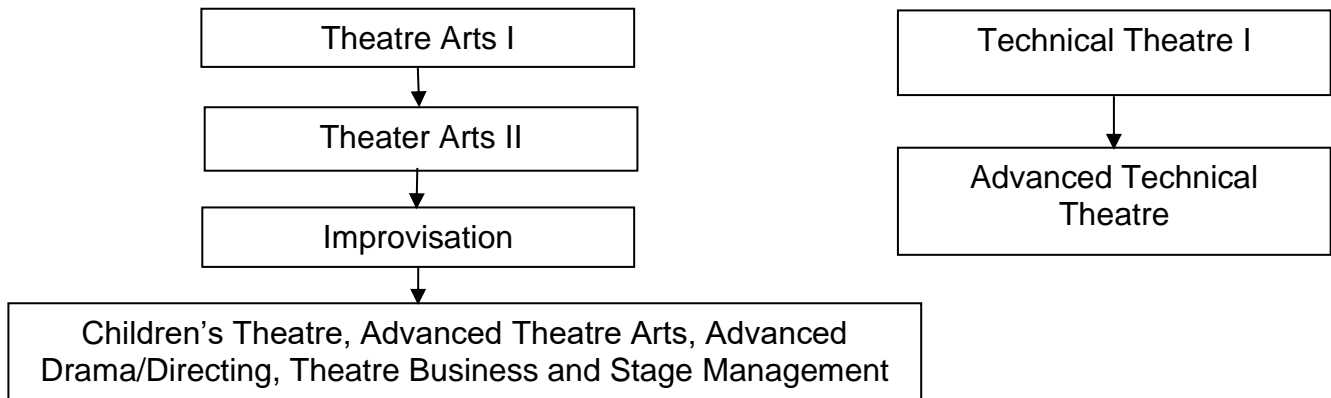 Theatre Arts I
Theater Arts II
Improvisation
Children’s Theatre, Advanced Theatre Arts, Advanced
Drama/Directing, Theatre Business and Stage Management
Technical Theatre I
Advanced Technical
Theatre